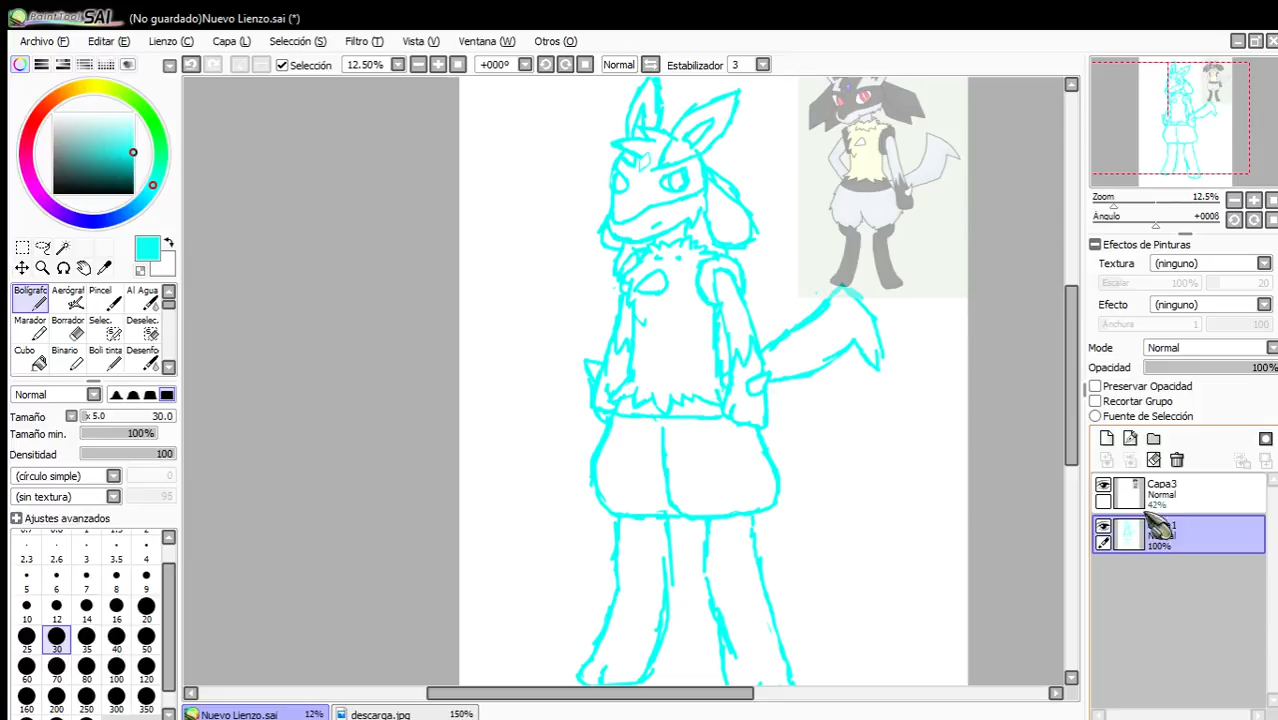 PaintTool SAI (No guardado)Nuevo Lienzo.sai (*)
Archivo (F) Editar (E) Lienzo (C) Capa (L) Selección (S) Filtro (T) Vista (V) Ventana (W) Otros (O)
Selección 12.50% +000º Normal Estabilizador 3
Zoom 12.5%
Ángulo +000ß
Efectos de Pinturas
Textura (ninguno)
Escalar 100% 20
Efecto (ninguno)
Anchura 1 100
Mode Normal
Opacidad 100%
Preservar Opacidad
Recortar Grupo
Fuente de Selección
Capa3
Normal
42%
100%
Bolígrafc Aerógraf Pincel Al Agua
Marador Borrador Selec. Deselec.
Cubo Binario Boli tinta Desenfo
Normal
Tamaño x 5.0 30.0
Tamaño min. 100%
Densitidad 100
(círculo simple) 0
(sin textura) 95
Ajustes avanzados
2.3 2.6 3 3.5 4
5 6 7 8 9
10 12 14 16 20
25 30 35 40 50
60 70 80 100 120
160 200 250 300 350
Nuevo Lienzo.sai 12% descarga.jpg 150%